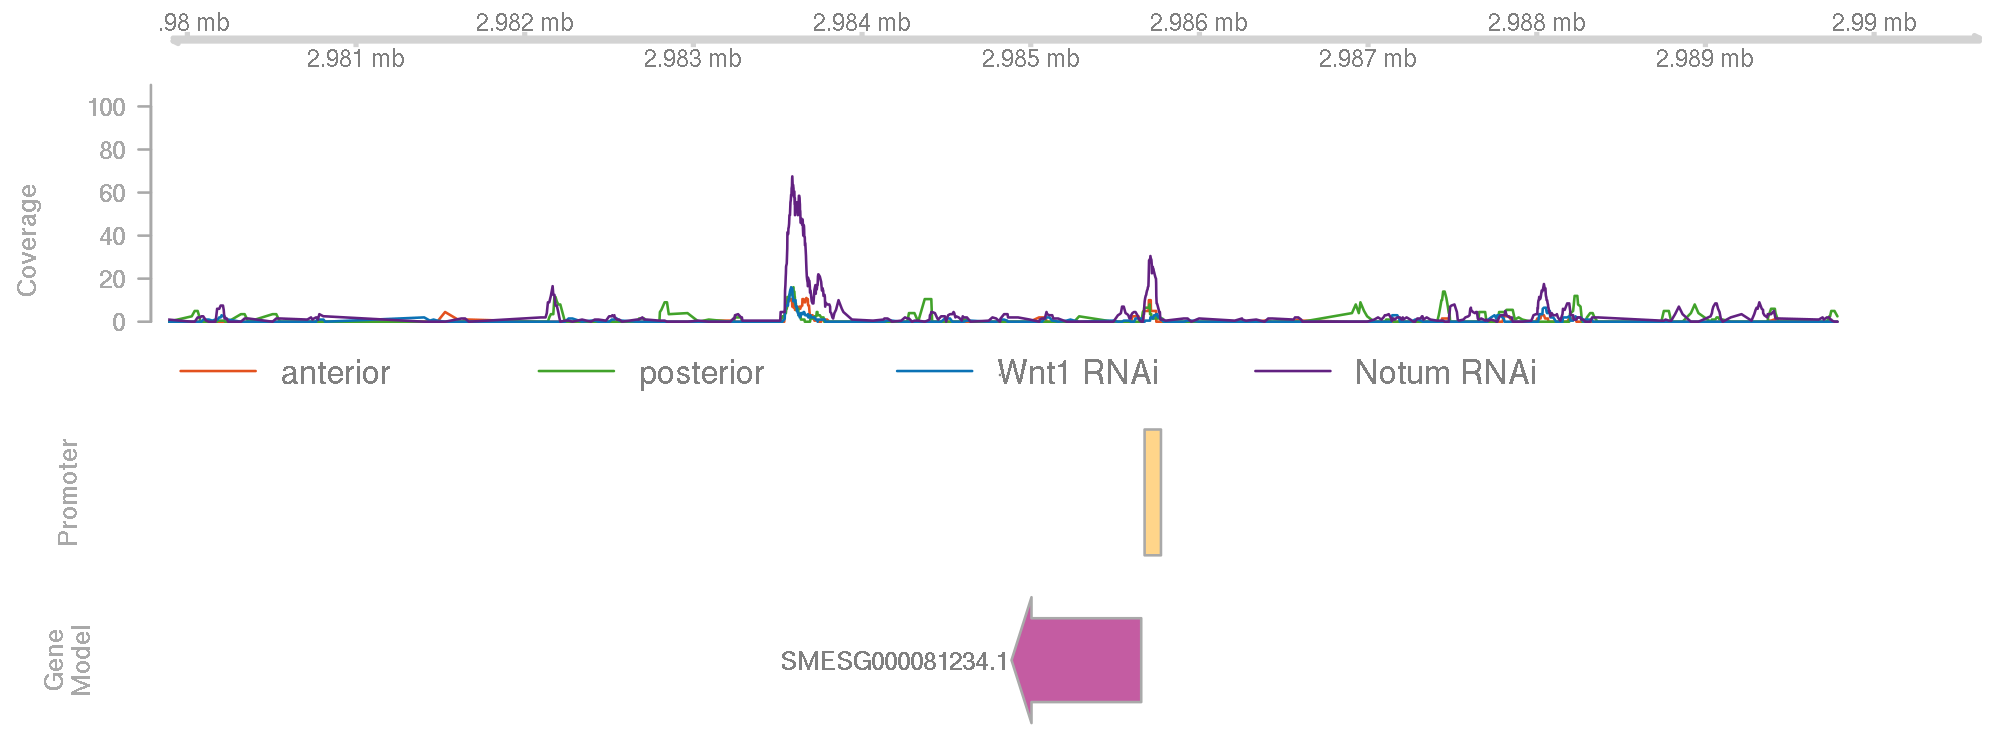 .98 mb 2.982 mb 2.984 mb 2.986 mb 2.988 mb 2.99 mb
2.981 mb 2.983 mb 2.985 mb 2.987 mb 2.989 mb
Coverage
100
80
60
40
20
0
anterior posterior Wnt1 RNAi Notum RNAi
Promoter
Gene
Model
SMESG000081234.1